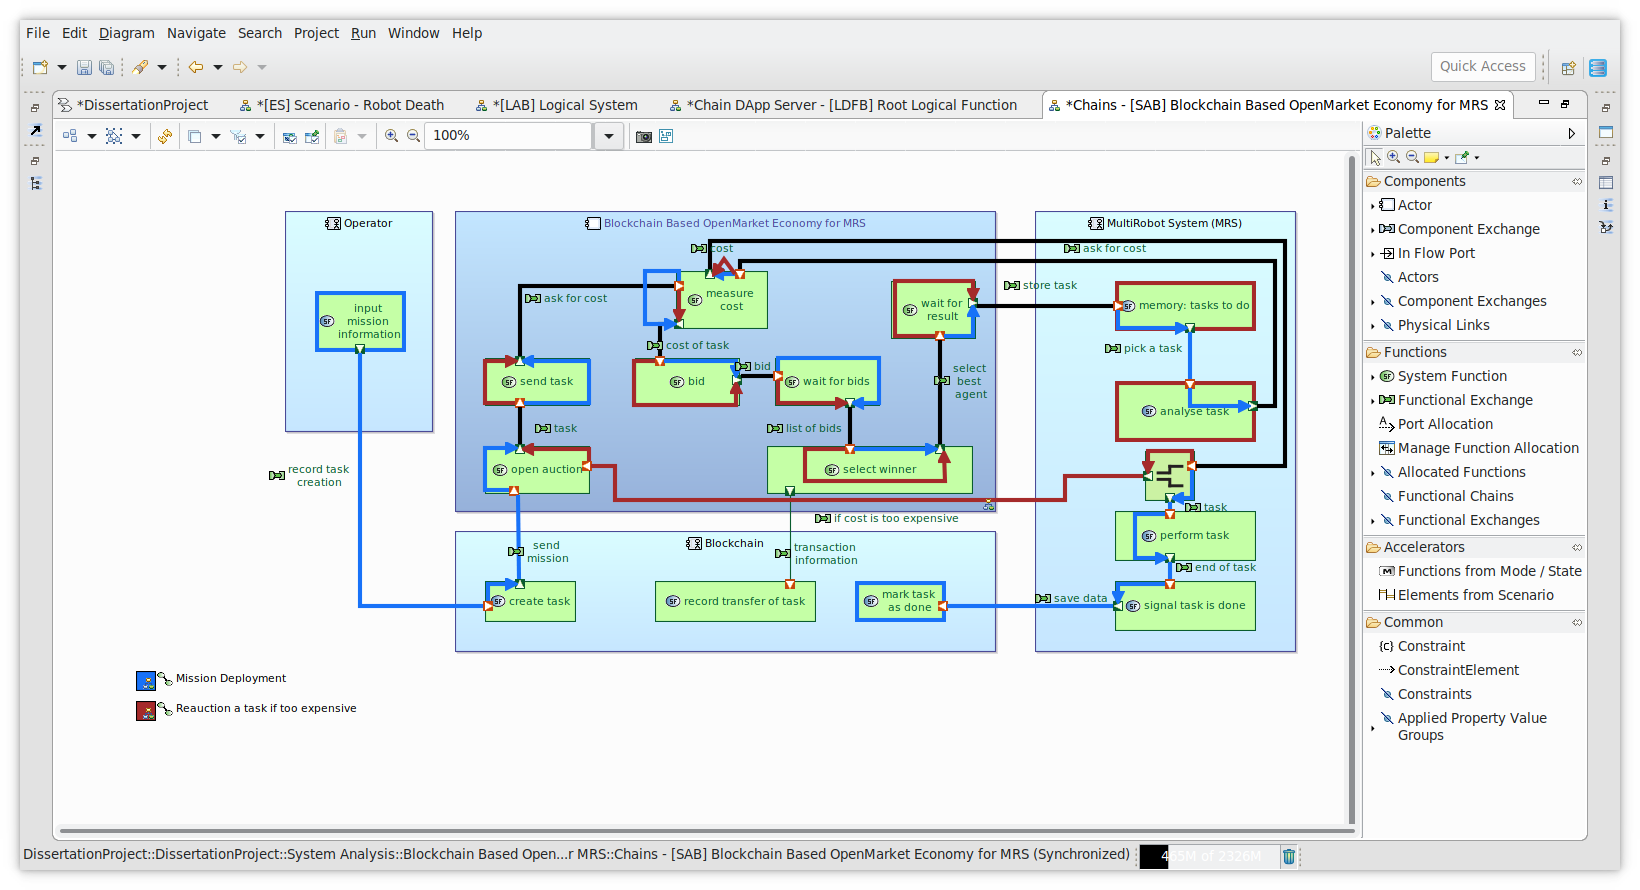 File Edit Diagram Navigate Search Project Run Window Help
Quick Access
*DissertationProject
*[ES] Scenario - Robot Death
*[LAB] Logical System
*Chain DApp Server - [LDFB] Root Logical Function
*Chains - [SAB] Blockchain Based OpenMarket Economy for MRS
100%
Operator
input
mission
information
record task
creation
Blockchain Based OpenMarket Economy for MRS
cost
ask for cost
measure
cost
cost of task
send task
bid
bid
wait for bids
task
open auction
list of bids
select winner
wait for
result
select
best
agent
if cost is too expensive
store task
MultiRobot System (MRS)
ask for cost
memory: tasks to do
pick a task
analyse task
task
perform task
end of task
signal task is done
save data
Blockchain
send
mission
create task
transaction
information
record transfer of task
mark task
as done
Mission Deployment
Reauction a task if too expensive
Palette
Components
Actor
Component Exchange
In Flow Port
Actors
Component Exchanges
Physical Links
Functions
System Function
Functional Exchange
Port Allocation
Manage Function Allocation
Allocated Functions
Functional Chains
Functional Exchanges
Accelerators
Functions from Mode / State
Elements from Scenario
Common
Constraint
ConstraintElement
Constraints
Applied Property Value
Groups
DissertationProject::DissertationProject::System Analysis::Blockchain Based Open...r MRS::Chains - [SAB] Blockchain Based OpenMarket Economy for MRS (Synchronized)
of 2326M